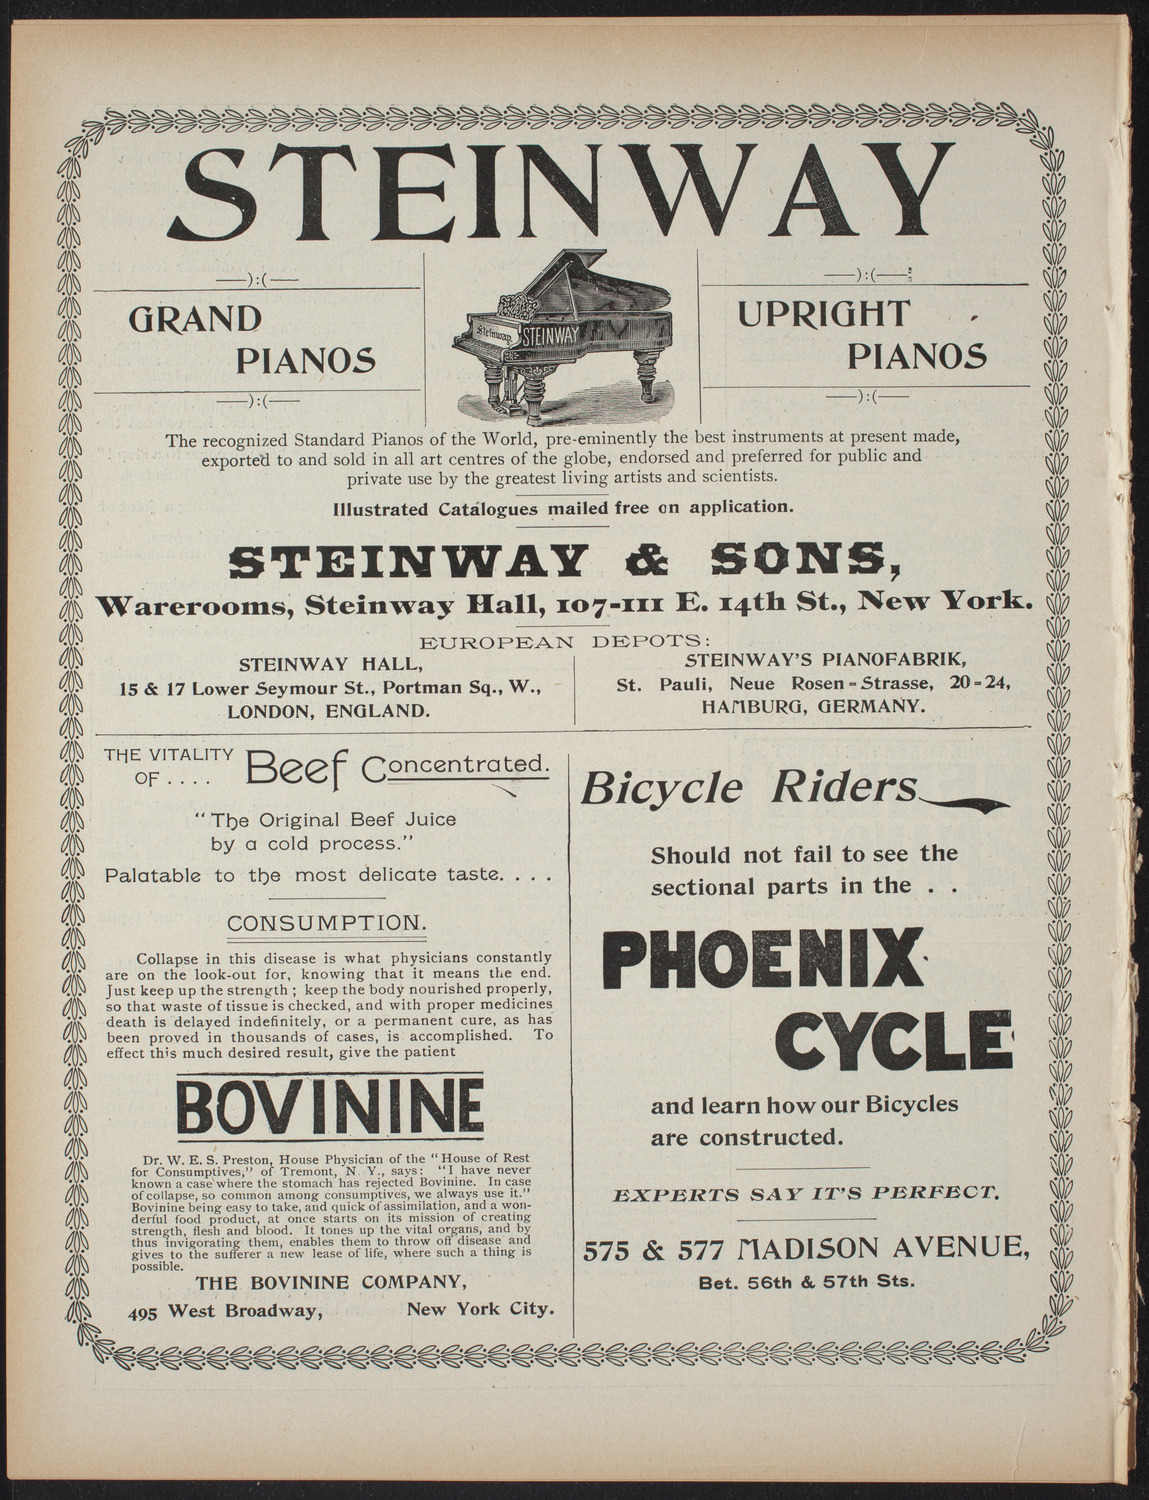 STEINWAY
——):(——
GRAND
PIANOS
——):(——
Steinway
STEINWAY
——):(——
UPRIGHT
PIANOS
——):(——
The recognized Standard Pianos of the World, pre-eminently the best instruments at present made,
exported to and sold in all art centres of the globe, endorsed and preferred for public and
private use by the greatest living artists and scientists.
Illustrated Catalogues mailed free on application.
STEINWAY & SONS,
Warerooms, Steinway Hall, 107-111 E. 14th St., New York.
EUROPEAN DEPOTS:
STEINWAY HALL,
15 & 17 Lower Seymour St., Portman Sq., W.,
LONDON, ENGLAND.
STEINWAY'S PIANOFABRIK,
St. Pauli, Neue Rosen-Strasse, 20-24,
HAMBURG, GERMANY.
THE VITALITY
OF . . . .
Beef Concentrated.
"The Original Beef Juice
by a cold process."
Palatable to the most delicate taste. . . .
CONSUMPTION.
Collapse in this disease is what physicians constantly
are on the look-out for, knowing that it means the end.
Just keep up the strength ; keep the body nourished properly,
so that waste of tissue is checked, and with proper medicines
death is delayed indefinitely, or a permanent cure, as has
been proved in thousands of cases, is accomplished. To
effect this much desired result, give the patient
BOVININE
Dr. W. E. S. Preston, House Physician of the "House of Rest
for Consumptives," of Tremont, N. Y., says: "I have never
known a case where the stomach has rejected Bovinine. In case
of collapse, so common among consumptives, we always use it."
Bovinine being easy to take, and quick of assimilation, and a won-
derful food product, at once starts on its mission of creating
strength, flesh and blood. It tones up the vital organs, and by
thus invigorating them, enables them to throw off disease and
gives to the sufferer a new lease of life, where such a thing is
possible.
THE BOVININE COMPANY,
495 West Broadway, New York City.
Bicycle Riders
Should not fail to see the
sectional parts in the . .
PHOENIX
CYCLE
and learn how our Bicycles
are constructed.
EXPERTS SAY IT'S PERFECT.
575 & 577 MADISON AVENUE,
Bet. 56th & 57th Sts.